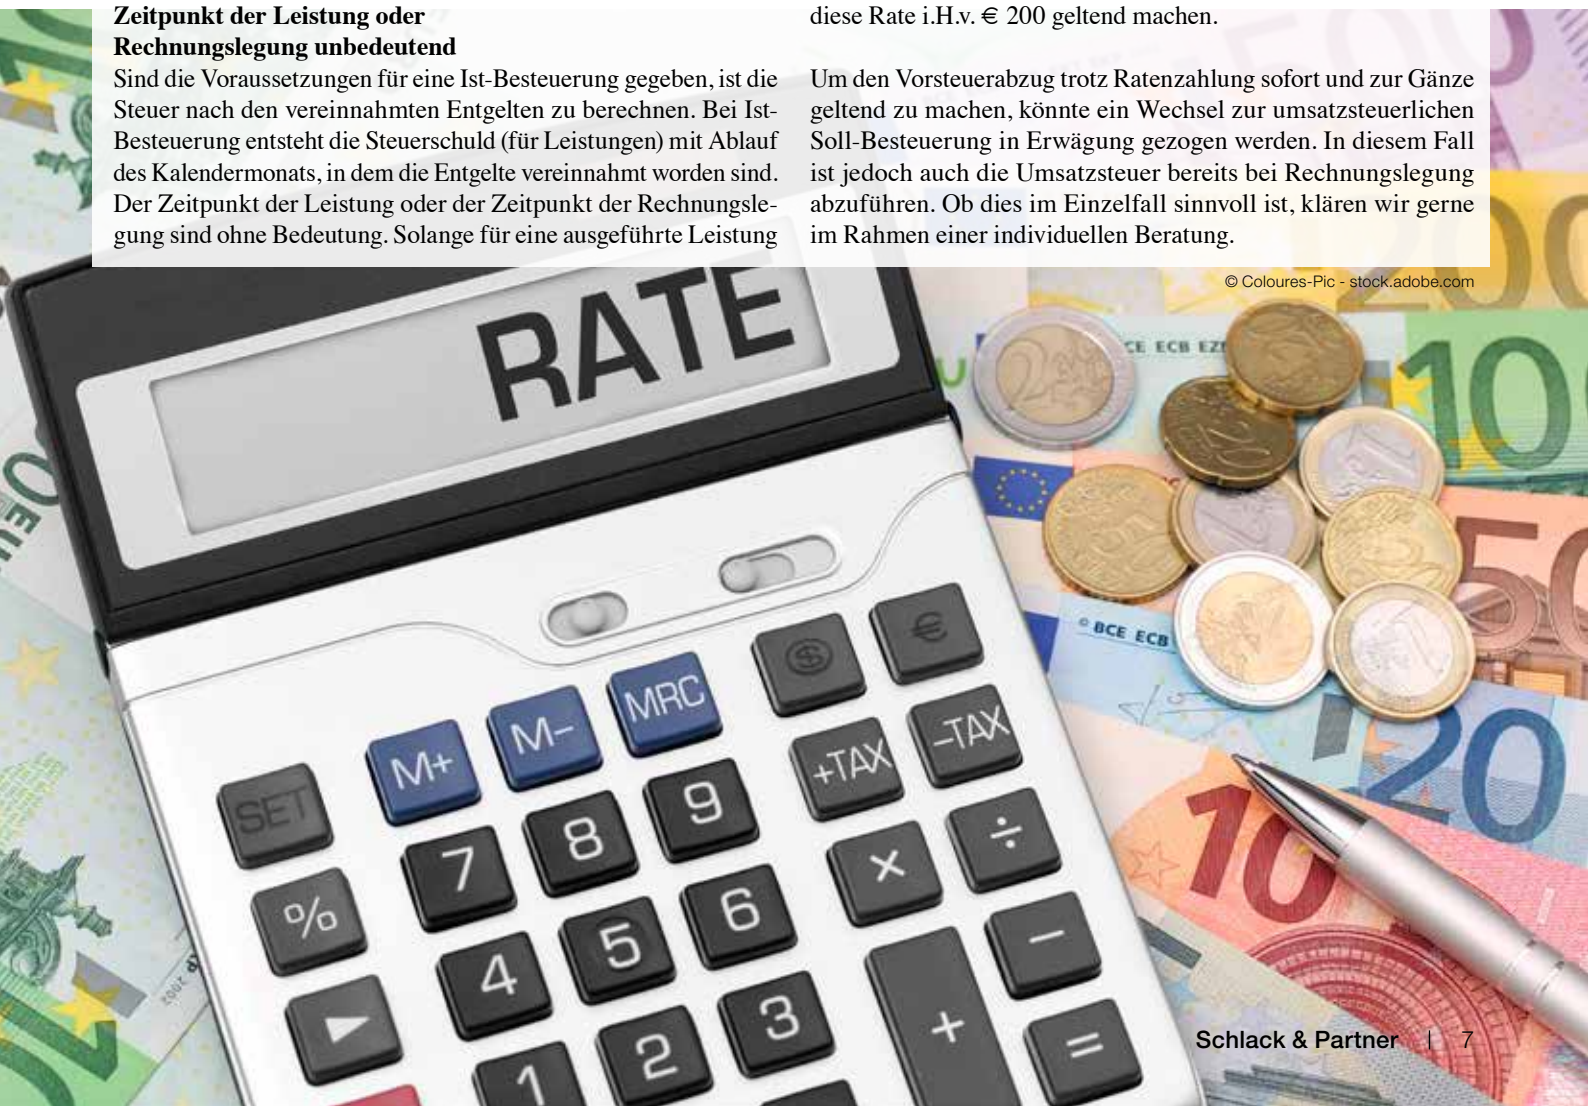 Zeitpunkt der Leistung oder
Rechnungslegung unbedeutend
Sind die Voraussetzungen für eine Ist-Besteuerung gegeben, ist die
Steuer nach den vereinnahmten Entgelten zu berechnen. Bei Ist-
Besteuerung entsteht die Steuerschuld (für Leistungen) mit Ablauf
des Kalendermonats, in dem die Entgelte vereinnahmt worden sind.
Der Zeitpunkt der Leistung oder der Zeitpunkt der Rechnungsle-
gung sind ohne Bedeutung. Solange für eine ausgeführte Leistung
diese Rate i.H.v. € 200 geltend machen.
Um den Vorsteuerabzug trotz Ratenzahlung sofort und zur Gänze
geltend zu machen, könnte ein Wechsel zur umsatzsteuerlichen
Soll-Besteuerung in Erwägung gezogen werden. In diesem Fall
ist jedoch auch die Umsatzsteuer bereits bei Rechnungslegung
abzuführen. Ob dies im Einzelfall sinnvoll ist, klären wir gerne
im Rahmen einer individuellen Beratung.
© Coloures-Pic - stock.adobe.com
RATE
200
CE ECB EZ
100
2
20
1
50
© BCE ECB
20
10
$ €
M+ M- MRC
+TAX -TAX
SET
7 8 9 × ÷
% 4 5 6 −
1 2 3 + =
2002
Schlack & Partner | 7